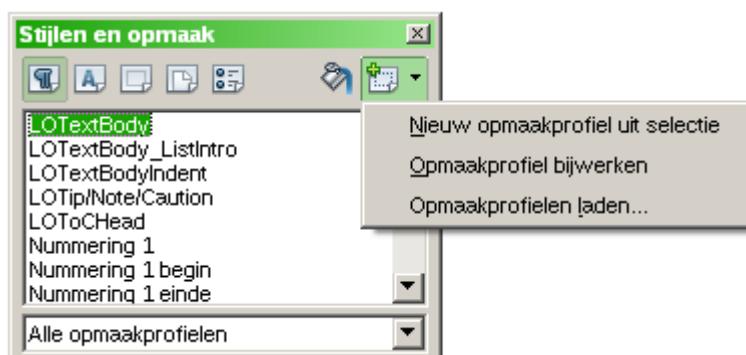 Stijlen en opmaak
LOTextBody
LOTextBody_ListIntro
LOTextBodyIndent
LOTip/Note/Caution
LOToCHead
Nummering 1
Nummering 1 begin
Nummering 1 einde
Alle opmaakprofielen
Nieuw opmaakprofiel uit selectie
Opmaakprofiel bijwerken
Opmaakprofielen laden...